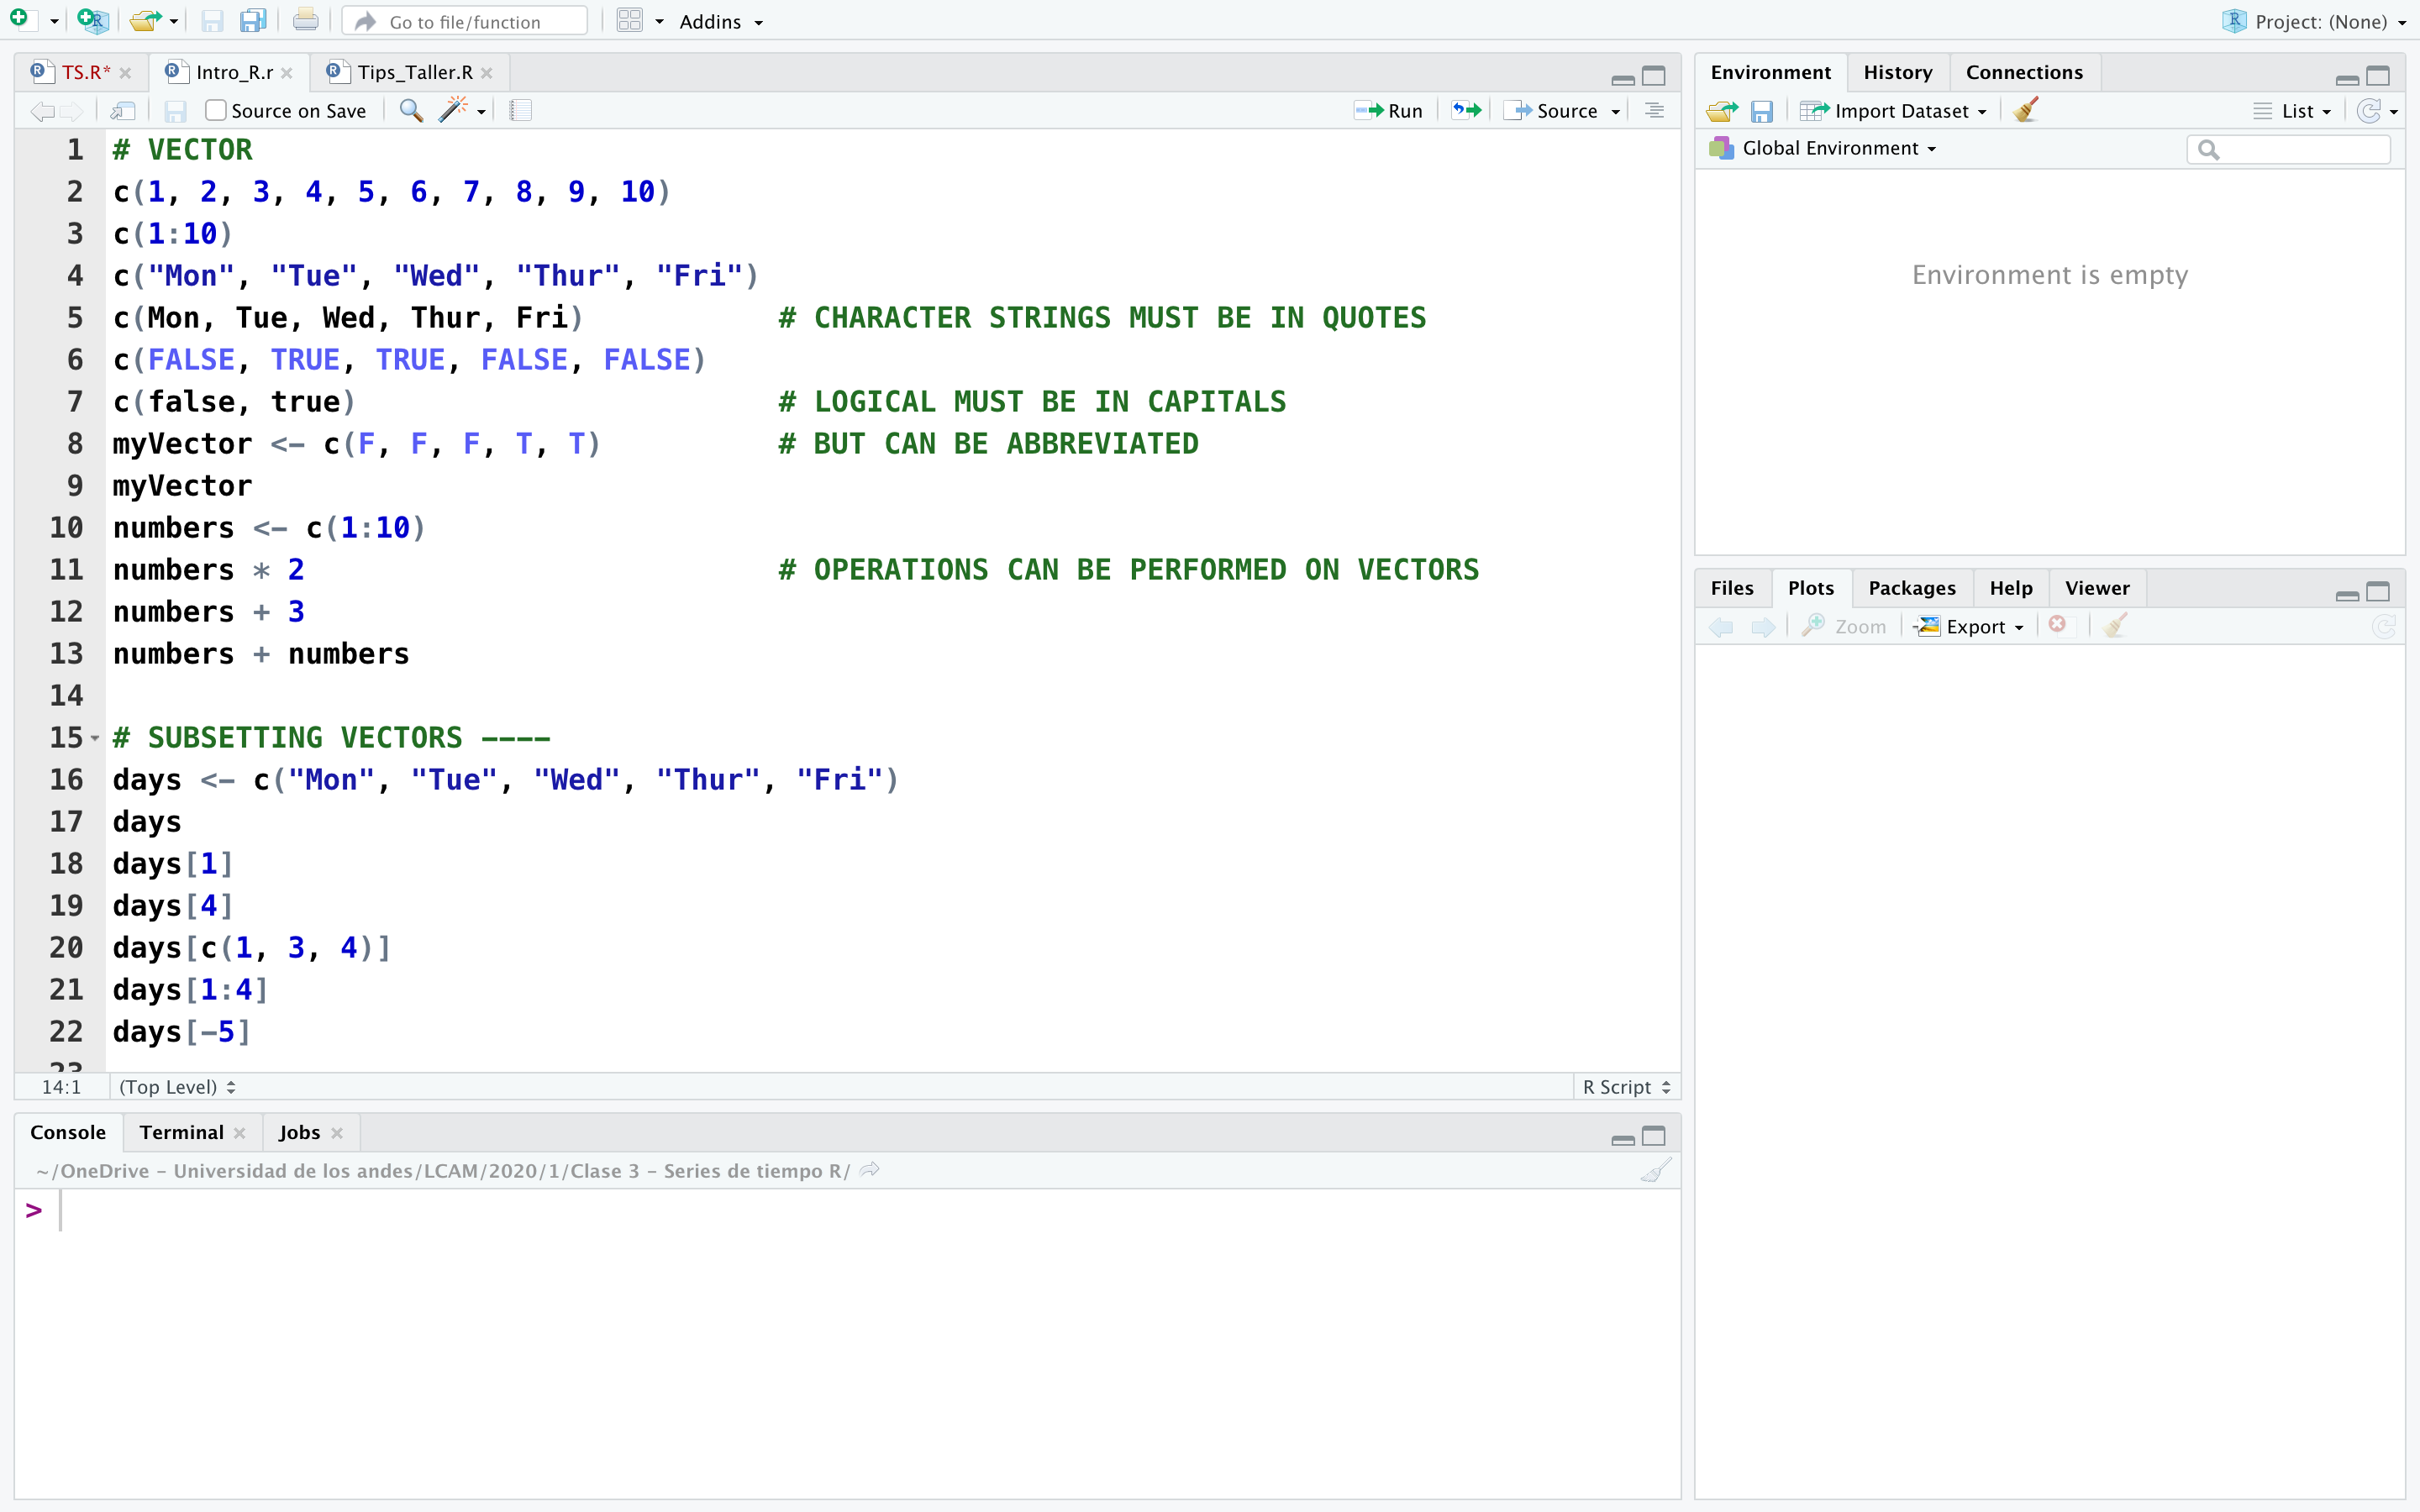 Go to file/function Addins Project: (None)
TS.R* Intro_R.r Tips_Taller.R
Source on Save Run Source
1 # VECTOR
2 c(1, 2, 3, 4, 5, 6, 7, 8, 9, 10)
3 c(1:10)
4 c("Mon", "Tue", "Wed", "Thur", "Fri")
5 c(Mon, Tue, Wed, Thur, Fri) # CHARACTER STRINGS MUST BE IN QUOTES
6 c(FALSE, TRUE, TRUE, FALSE, FALSE)
7 c(false, true) # LOGICAL MUST BE IN CAPITALS
8 myVector <- c(F, F, F, T, T) # BUT CAN BE ABBREVIATED
9 myVector
10 numbers <- c(1:10)
11 numbers * 2 # OPERATIONS CAN BE PERFORMED ON VECTORS
12 numbers + 3
13 numbers + numbers
14
15 # SUBSETTING VECTORS ----
16 days <- c("Mon", "Tue", "Wed", "Thur", "Fri")
17 days
18 days[1]
19 days[4]
20 days[c(1, 3, 4)]
21 days[1:4]
22 days[-5]
23
14:1 (Top Level) R Script
Console Terminal Jobs
~/OneDrive - Universidad de los andes/LCAM/2020/1/Clase 3 - Series de tiempo R/
>
Environment History Connections
Import Dataset List
Global Environment
Environment is empty
Files Plots Packages Help Viewer
Zoom Export